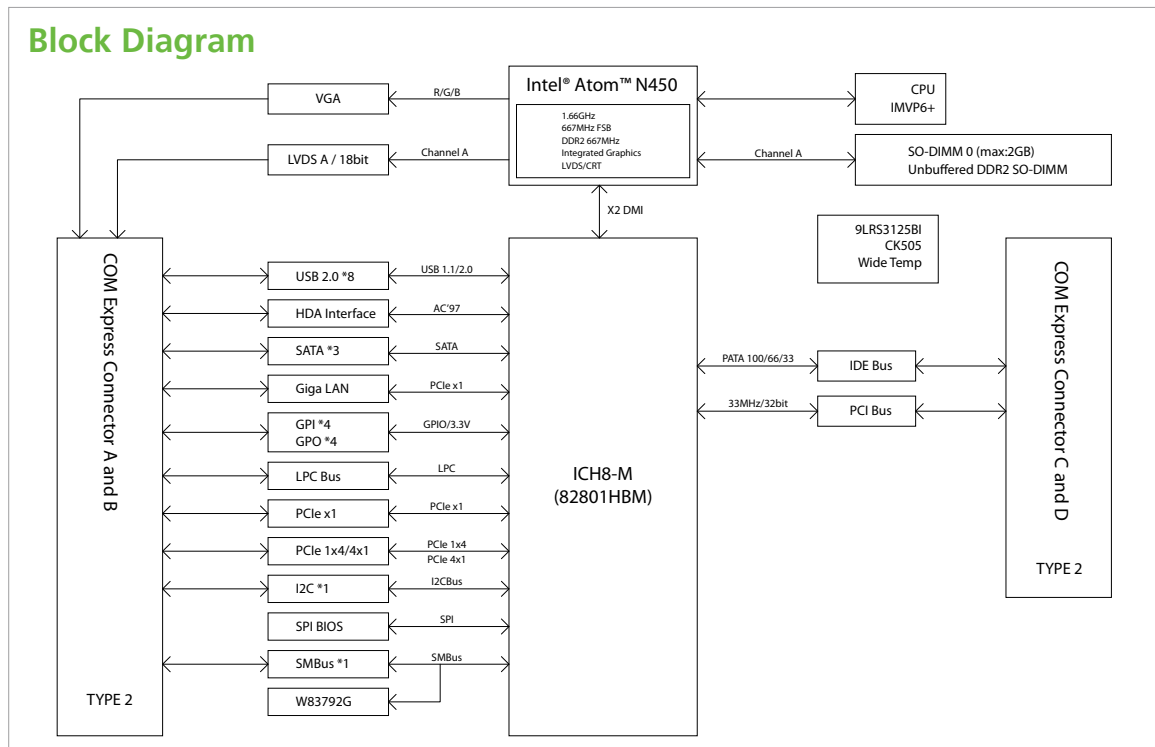 Block Diagram
VGA
R/G/B
Intel® Atom™ N450
1.66GHz
667MHz FSB
DDR2 667MHz
Integrated Graphics
LVDS/CRT
CPU
IMVP6+
LVDS A / 18bit
Channel A
Channel A
SO-DIMM 0 (max:2GB)
Unbuffered DDR2 SO-DIMM
X2 DMI
9LRS3125BI
CK505
Wide Temp
COM Express Connector A and B
TYPE 2
USB 2.0 *8
USB 1.1/2.0
HDA Interface
AC'97
SATA *3
SATA
Giga LAN
PCIe x1
GPI *4
GPO *4
GPIO/3.3V
LPC Bus
LPC
PCIe x1
PCIe x1
PCIe 1x4/4x1
PCIe 1x4
PCIe 4x1
I2C *1
I2CBus
SPI BIOS
SPI
SMBus *1
SMBus
W83792G
ICH8-M
(82801HBM)
PATA 100/66/33
IDE Bus
33MHz/32bit
PCI Bus
COM Express Connector C and D
TYPE 2